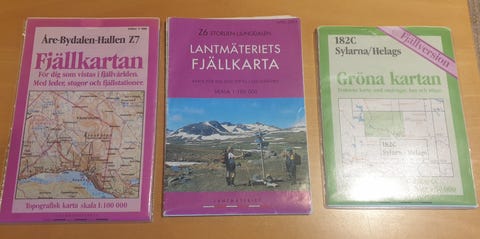 Åre-Bydalen-Hallen Z7
Fjällkartan
För dig som vistas i fjällvärlden.
Med leder, stugor och fjällstationer
Topografisk karta skala 1:100 000
Z6 STORLIEN-LJUNGDALEN
LANTMÄTERIETS
FJÄLLKARTA
SKALA 1:100 000
LANTMÄTERIET
182C
Sylarna/Helags
Fjällversion
Gröna kartan
182C
Sylarna/Helags